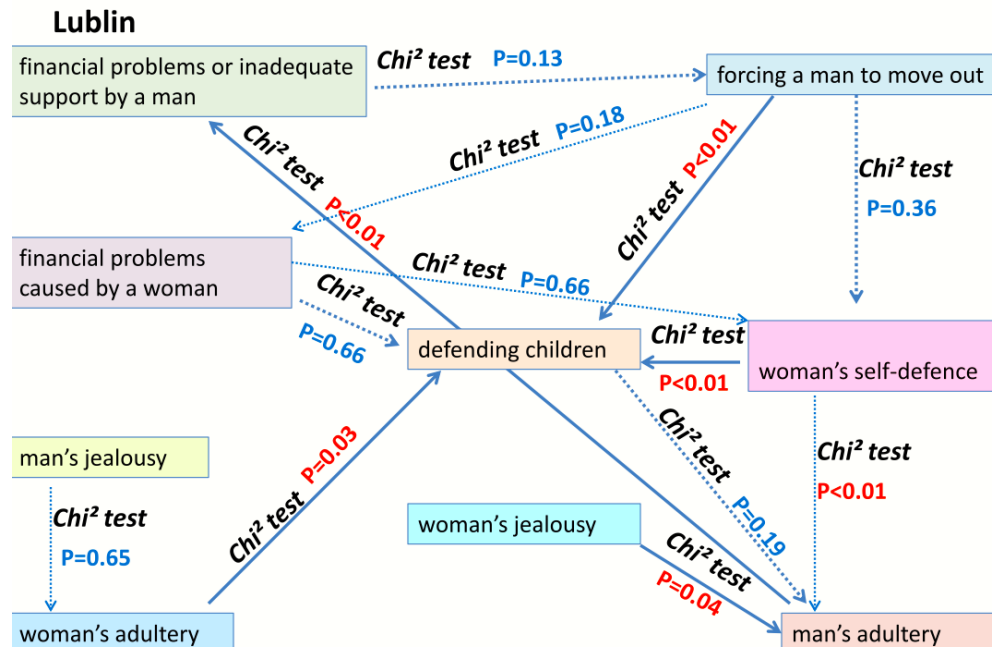 Lublin
financial problems or inadequate
support by a man
Chi² test P=0.13
forcing a man to move out
Chi² test P=0.18
Chi² test P<0.01
Chi² test P<0.01
Chi² test
P=0.36
financial problems
caused by a woman
Chi² test P=0.66
Chi² test
P=0.66
defending children
Chi² test
P<0.01
woman’s self-defence
man’s jealousy
Chi² test
P=0.65
Chi² test P=0.03
woman’s jealousy
Chi² test P=0.19
Chi² test
P<0.01
Chi² test
P=0.04
woman’s adultery
man’s adultery